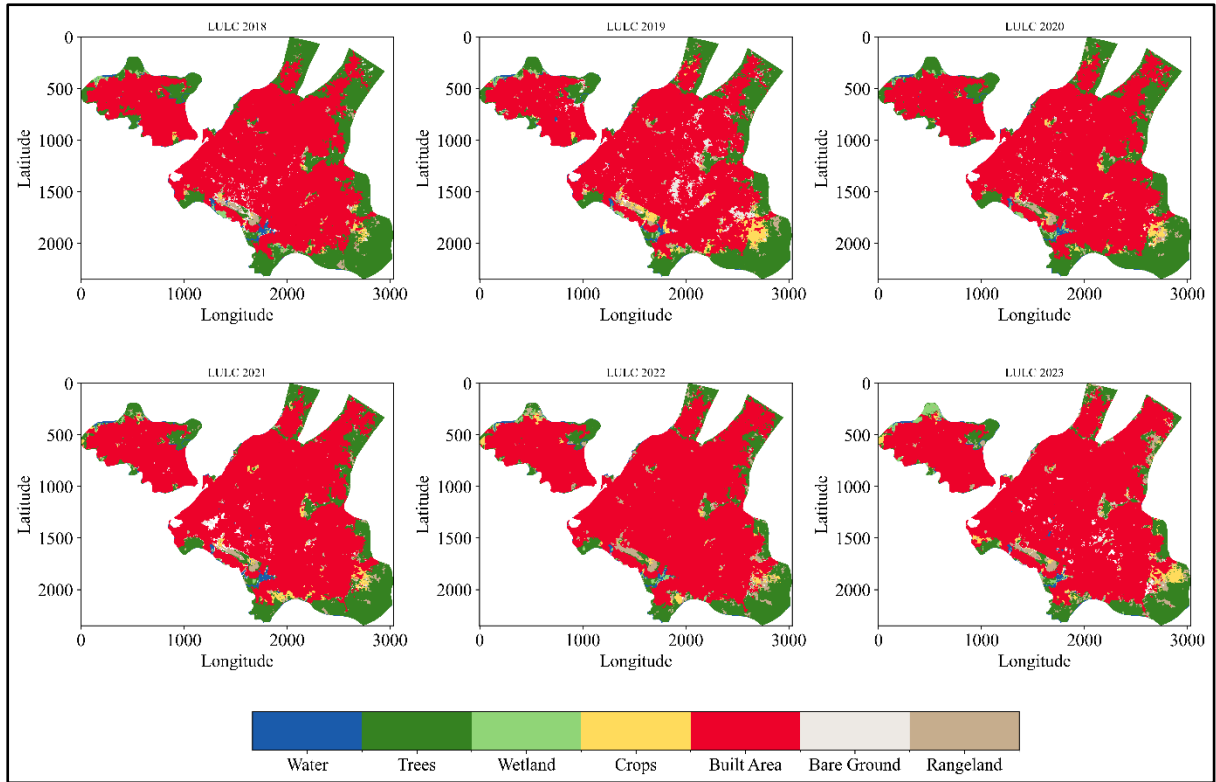 LULC 2018 LULC 2019 LULC 2020
0 0 0
500 500 500
1000 1000 1000
1500 1500 1500
2000 2000 2000
Latitude Latitude Latitude
0 1000 2000 3000 0 1000 2000 3000 0 1000 2000 3000
Longitude Longitude Longitude
LULC 2021 LULC 2022 LULC 2023
0 0 0
500 500 500
1000 1000 1000
1500 1500 1500
2000 2000 2000
Latitude Latitude Latitude
0 1000 2000 3000 0 1000 2000 3000 0 1000 2000 3000
Longitude Longitude Longitude
Water Trees Wetland Crops Built Area Bare Ground Rangeland